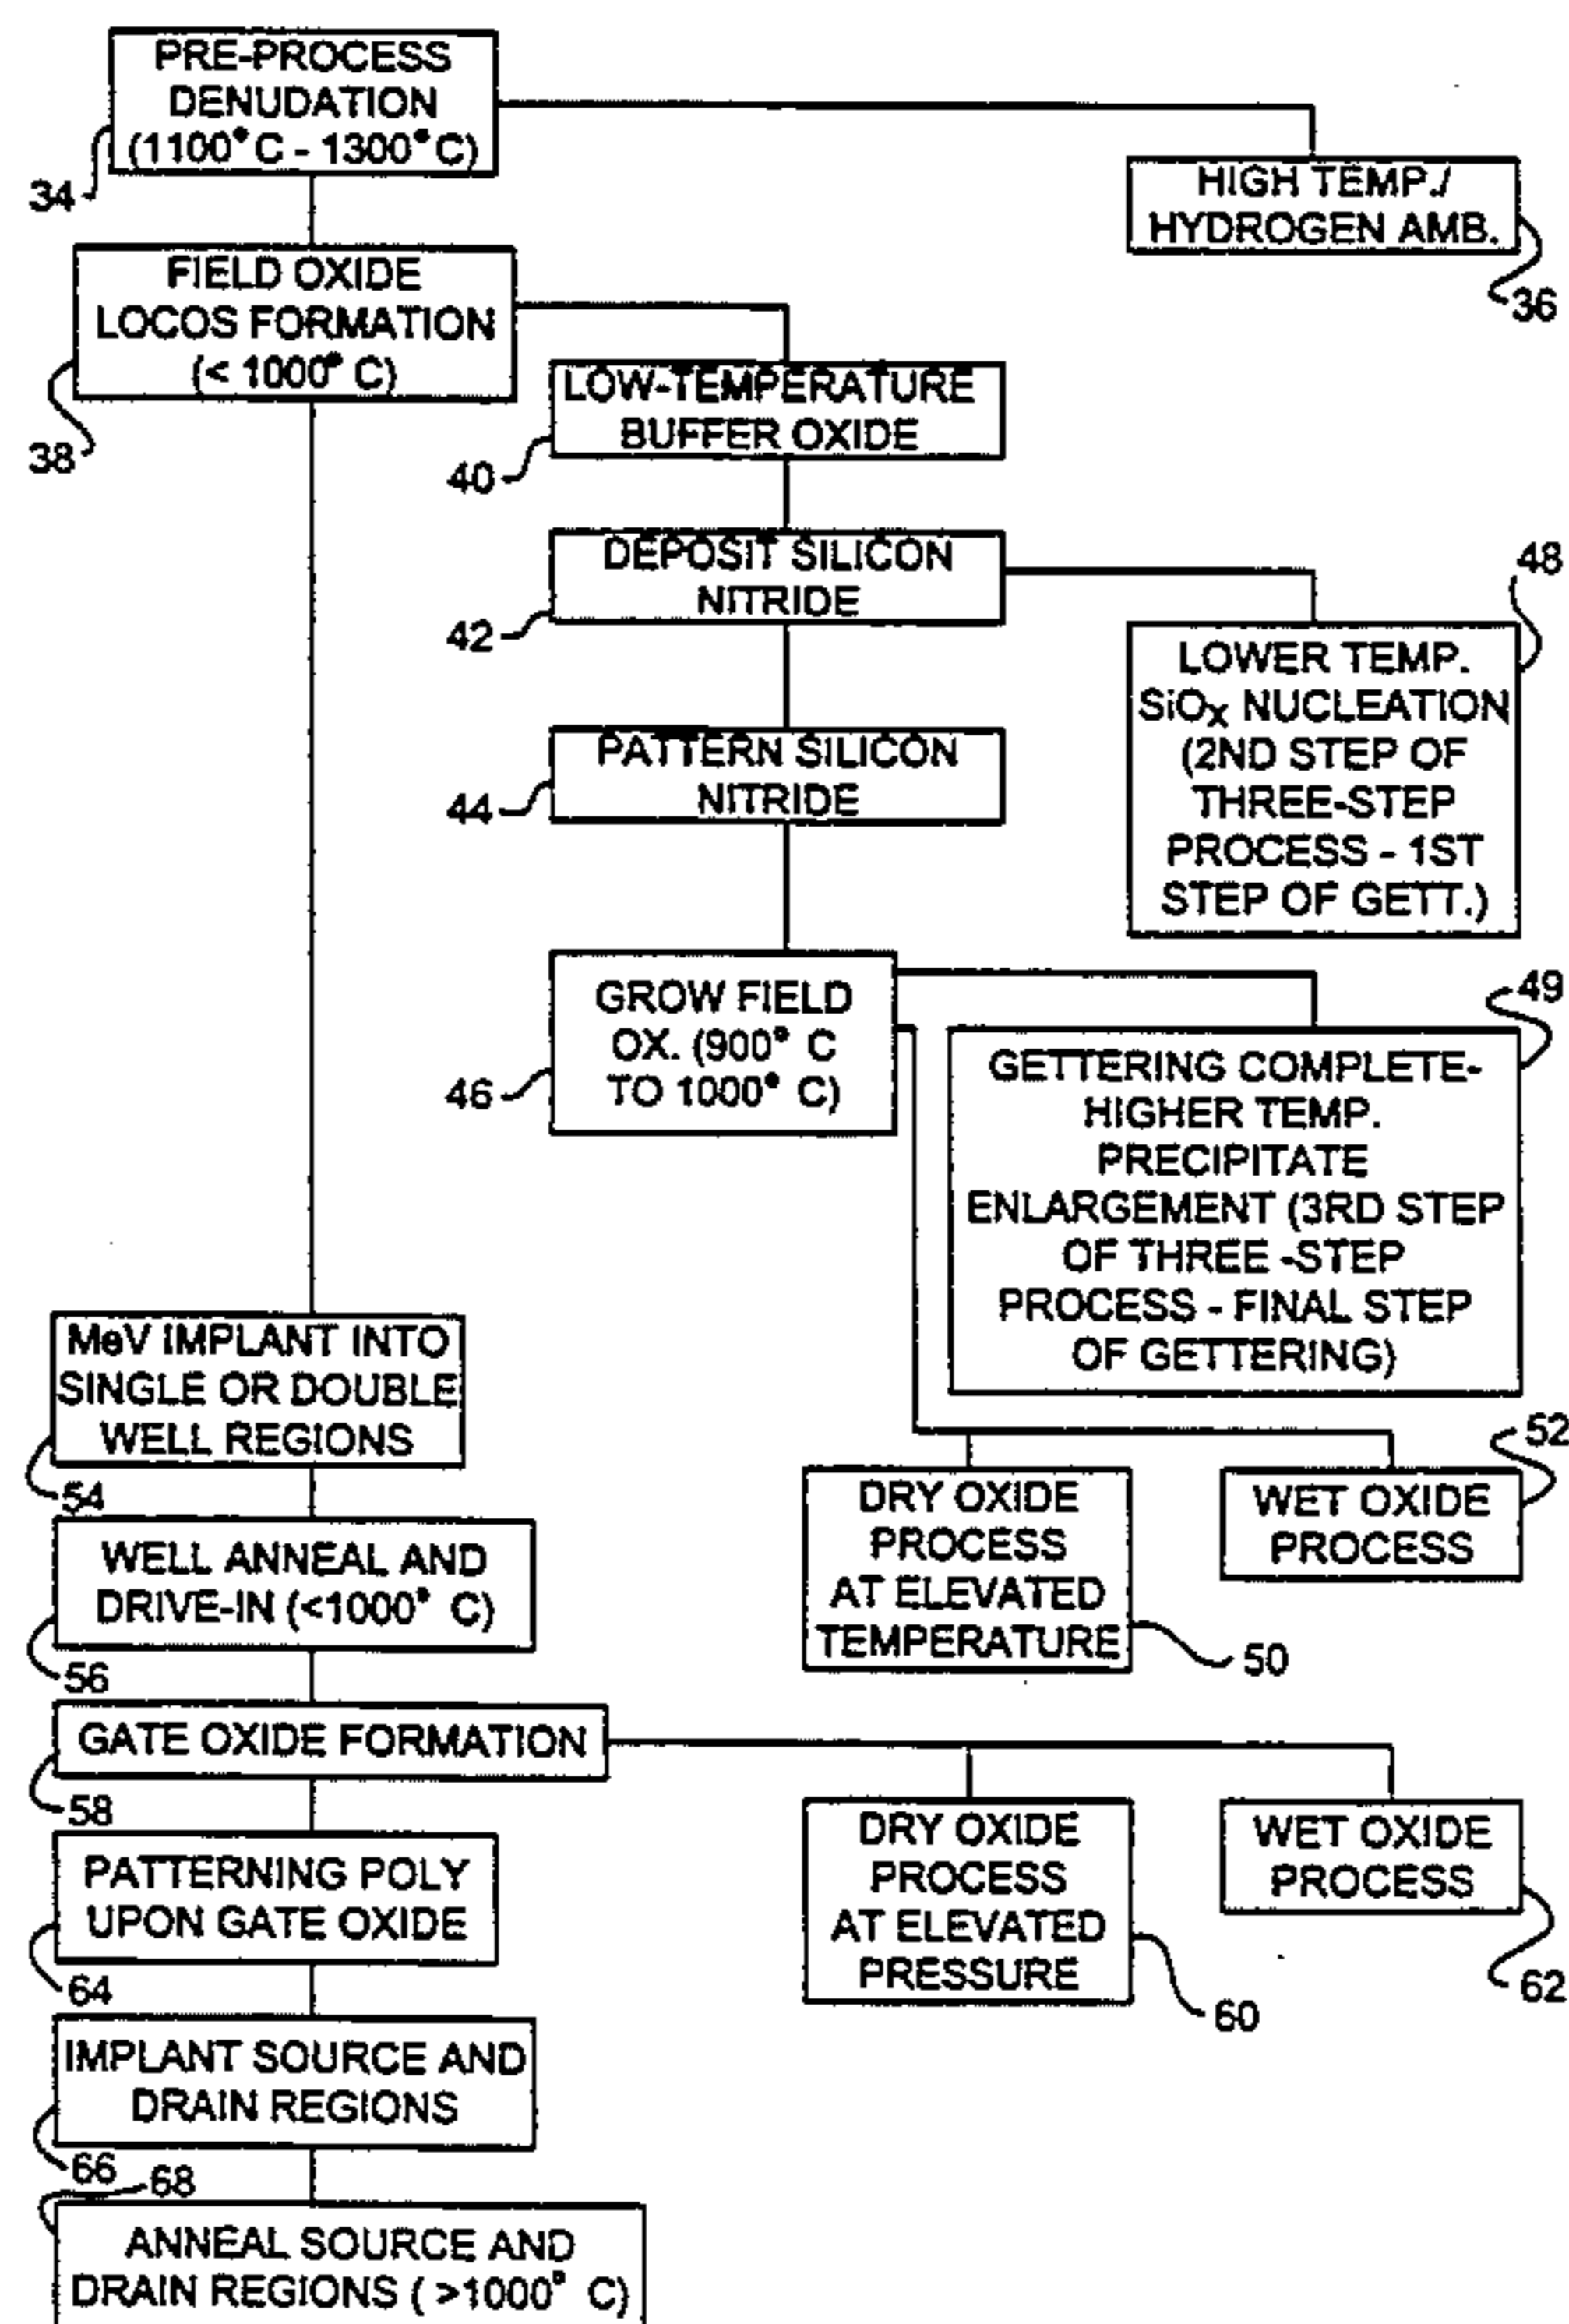 PRE-PROCESS
DENUDATION
(1100°C - 1300°C)
34
HIGH TEMP./
HYDROGEN AMB.
36
FIELD OXIDE
LOCOS FORMATION
(< 1000° C)
38
LOW-TEMPERATURE
BUFFER OXIDE
40
DEPOSIT SILICON
NITRIDE
42
48
LOWER TEMP.
SiOX NUCLEATION
(2ND STEP OF
THREE-STEP
PROCESS - 1ST
STEP OF GETT.)
PATTERN SILICON
NITRIDE
44
GROW FIELD
OX. (900° C
TO 1000° C)
46
49
GETTERING COMPLETE-
HIGHER TEMP.
PRECIPITATE
ENLARGEMENT (3RD STEP
OF THREE -STEP
PROCESS - FINAL STEP
OF GETTERING)
MeV IMPLANT INTO
SINGLE OR DOUBLE
WELL REGIONS
54
DRY OXIDE
PROCESS
AT ELEVATED
TEMPERATURE
50
52
WET OXIDE
PROCESS
WELL ANNEAL AND
DRIVE-IN (<1000° C)
56
GATE OXIDE FORMATION
58
DRY OXIDE
PROCESS
AT ELEVATED
PRESSURE
60
WET OXIDE
PROCESS
62
PATTERNING POLY
UPON GATE OXIDE
64
IMPLANT SOURCE AND
DRAIN REGIONS
66
68
ANNEAL SOURCE AND
DRAIN REGIONS ( >1000° C)